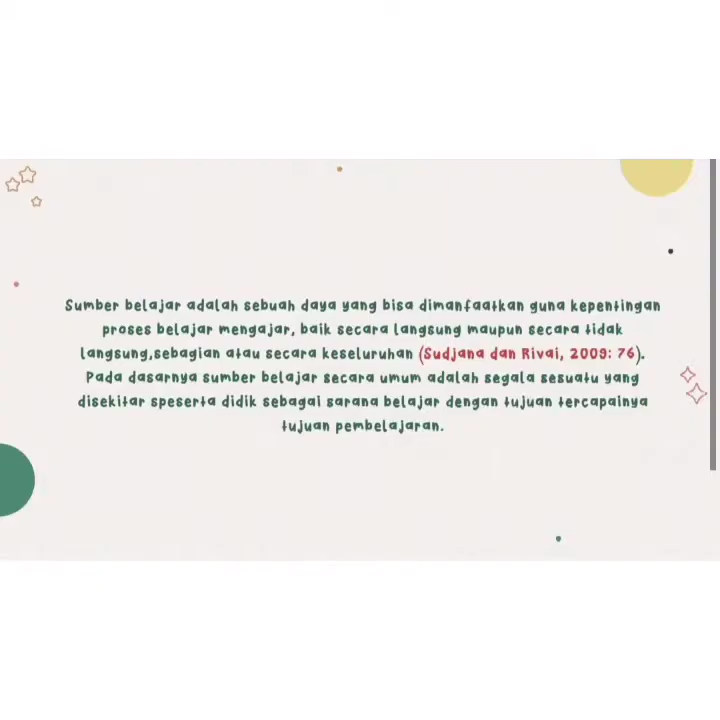 Sumber belajar adalah sebuah daya yang bisa dimanfaatkan guna kepentingan
proses belajar mengajar, baik secara langsung maupun secara tidak
langsung,sebagian atau secara keseluruhan (Sudjana dan Rivai, 2009: 76).
Pada dasarnya sumber belajar secara umum adalah segala sesuatu yang
disekitar speserta didik sebagai sarana belajar dengan tujuan tercapainya
tujuan pembelajaran.